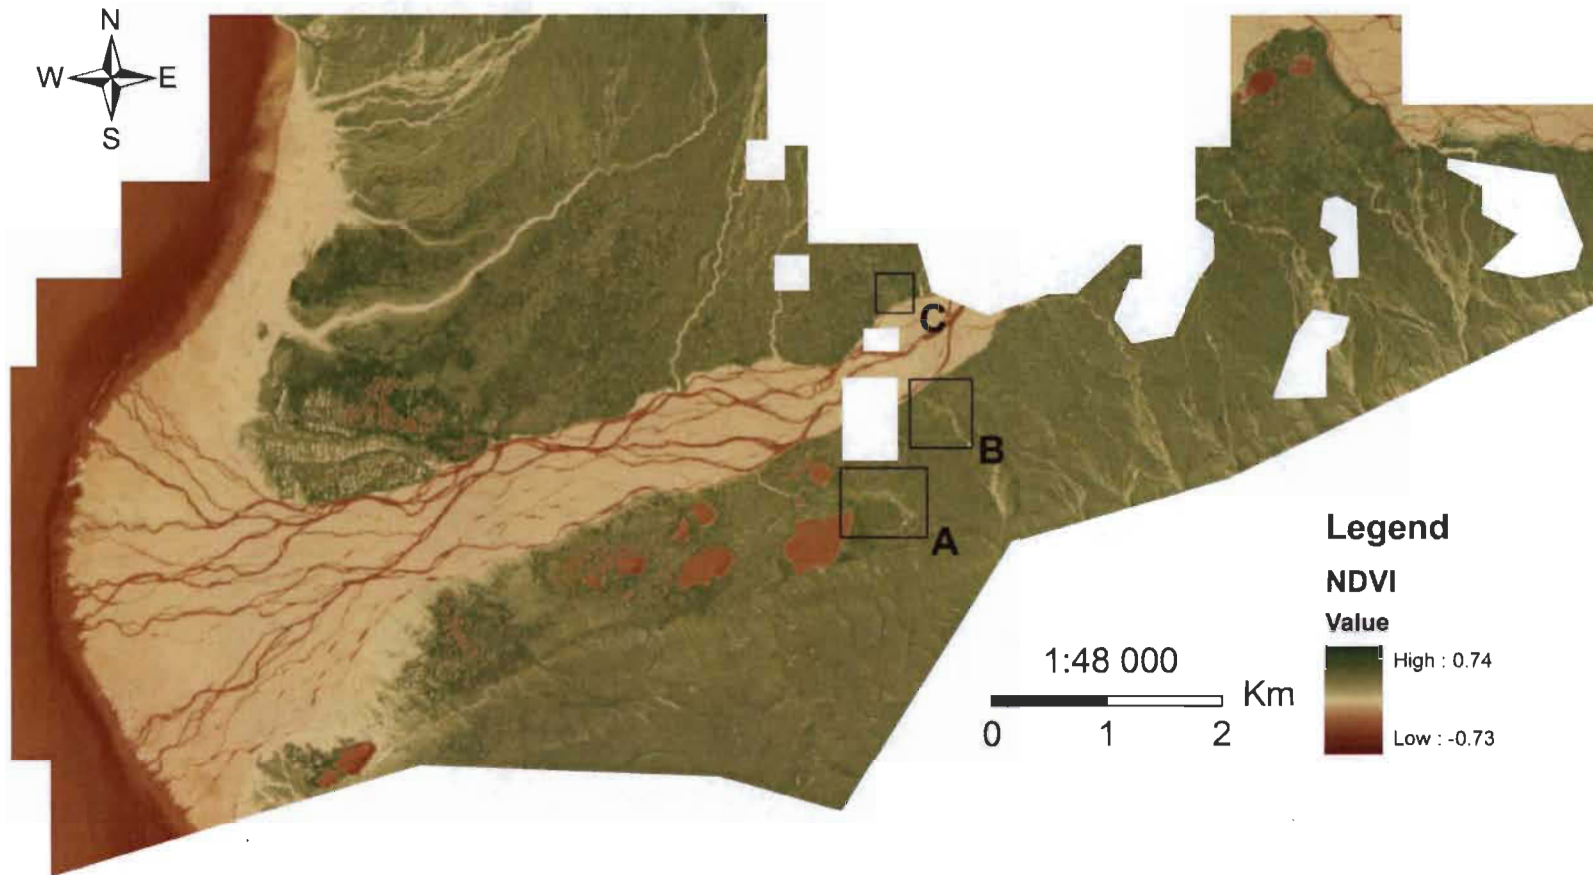 N
W E
S
C
B
A
Legend
NDVI
Value
High : 0.74
Low : -0.73
1:48 000
Km
0 1 2